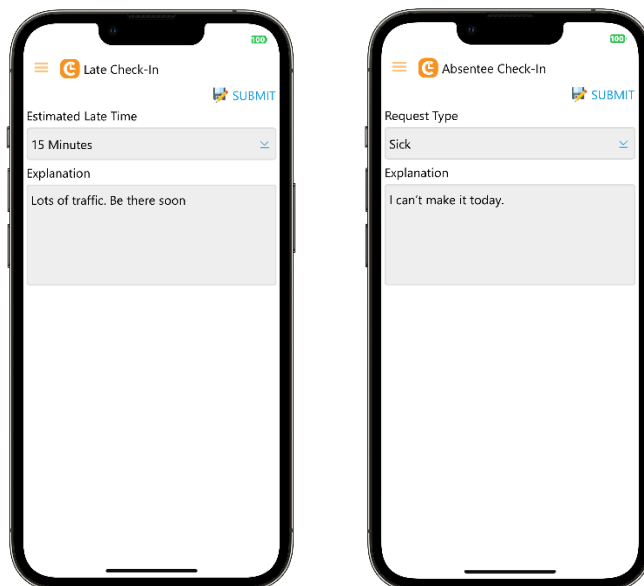 100
Late Check-In
SUBMIT
Estimated Late Time
15 Minutes
Explanation
Lots of traffic. Be there soon
100
Absentee Check-In
SUBMIT
Request Type
Sick
Explanation
I can't make it today.